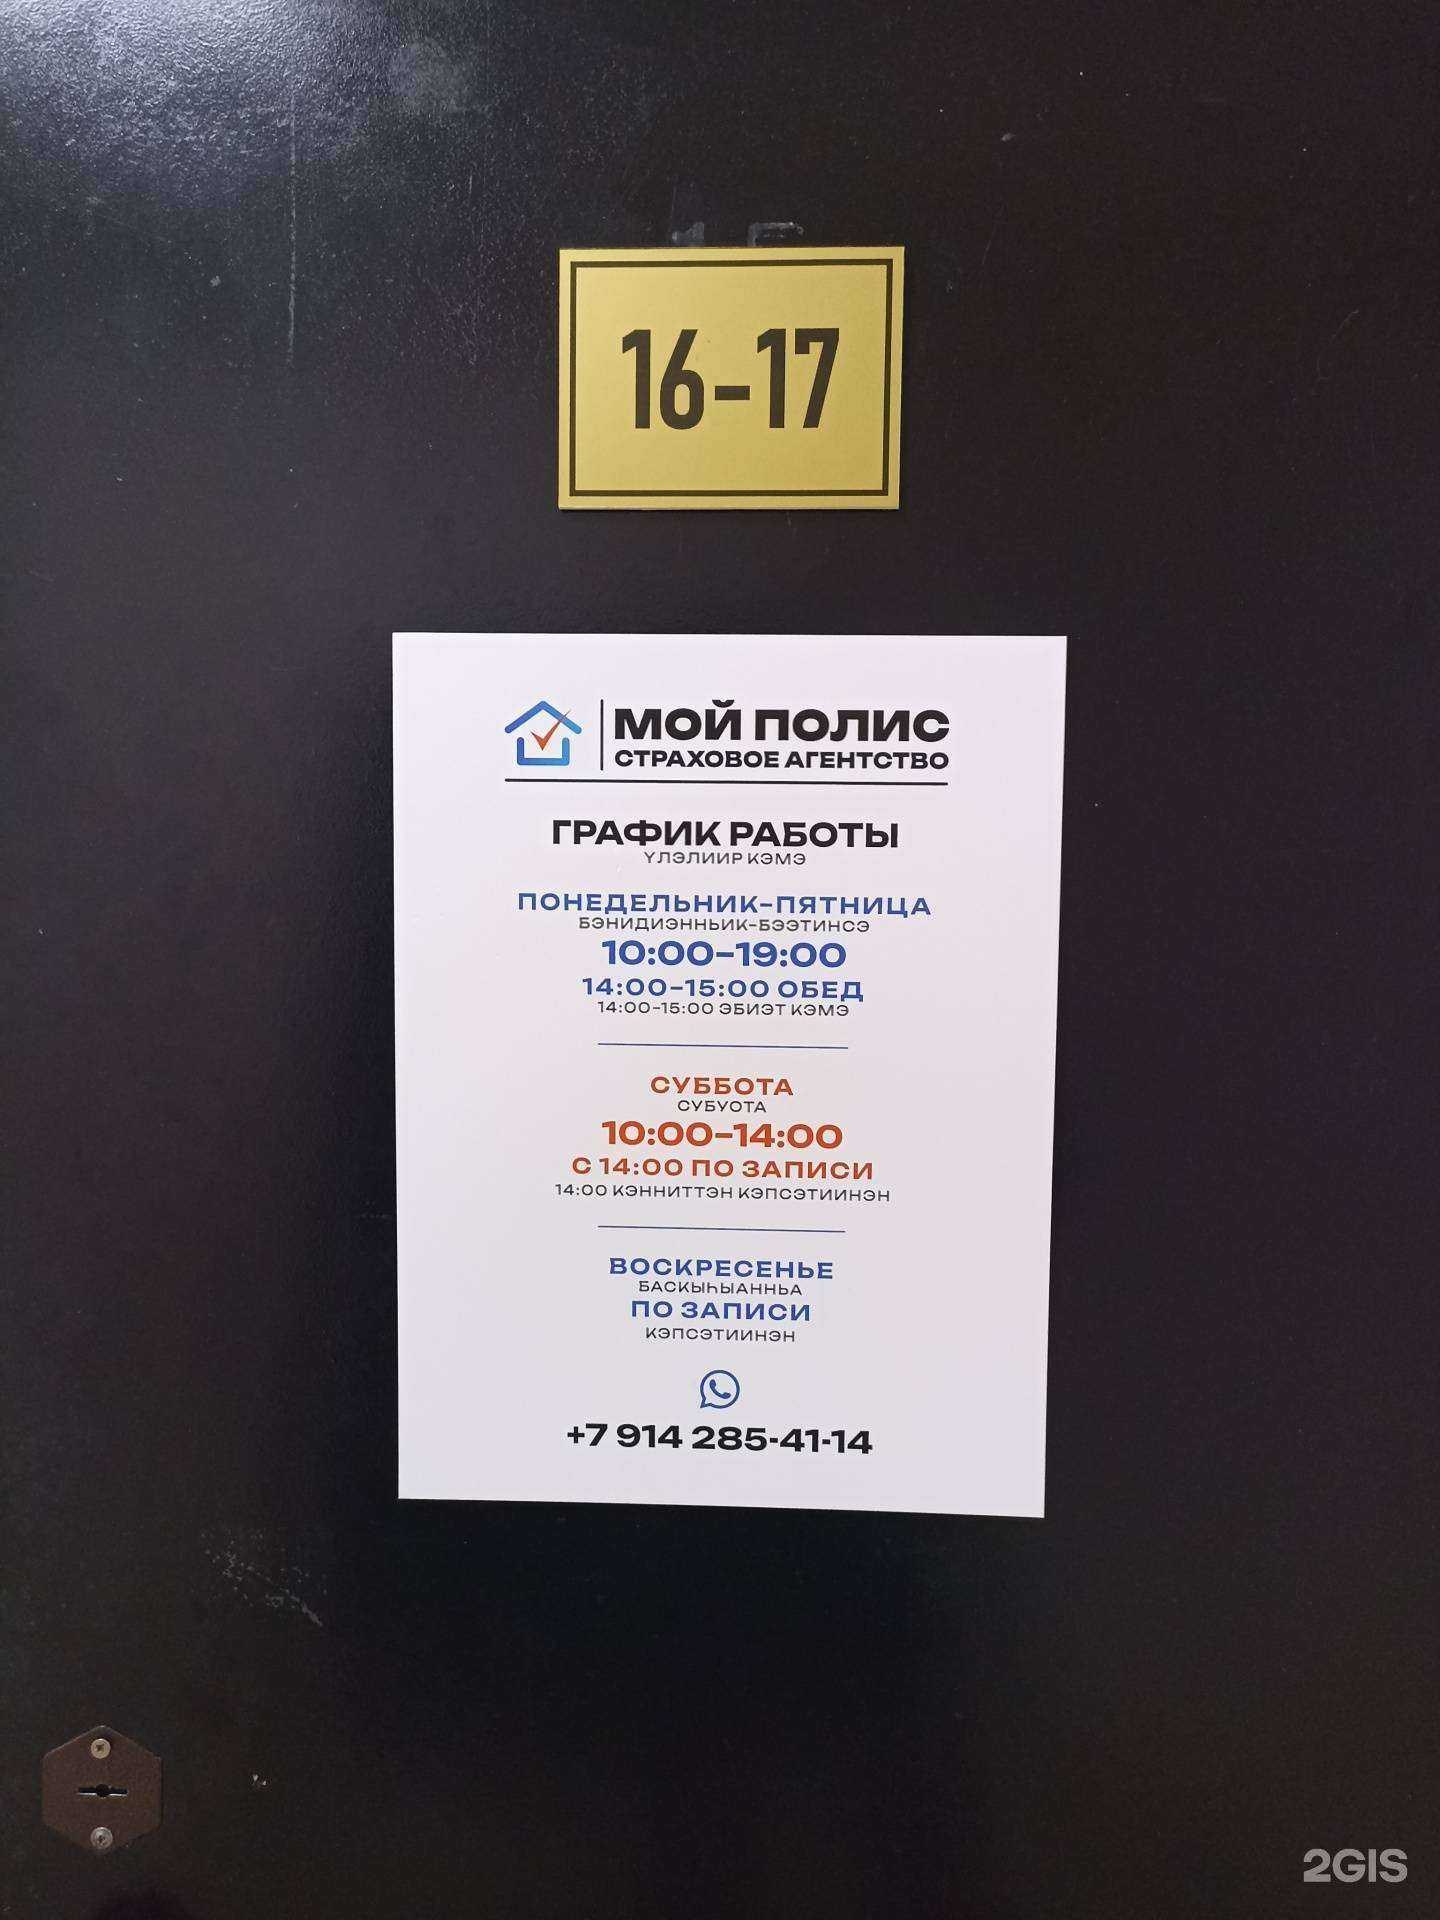 16-17
МОЙ ПОЛИС
СТРАХОВОЕ АГЕНТСТВО
ГРАФИК РАБОТЫ
ҮЛЭЛИИР КЭМЭ
ПОНЕДЕЛЬНИК-ПЯТНИЦА
БЭНИДИЭННЬИК-БЭЭТИНСЭ
10:00-19:00
14:00-15:00 ОБЕД
14:00-15:00 ЭБИЭТ КЭМЭ
СУББОТА
СУБУОТА
10:00-14:00
С 14:00 ПО ЗАПИСИ
14:00 КЭННИТТЭН КЭПСЭТИИНЭН
ВОСКРЕСЕНЬЕ
БАСКЫҺЫАННЬА
ПО ЗАПИСИ
КЭПСЭТИИНЭН
+7 914 285-41-14
2GIS